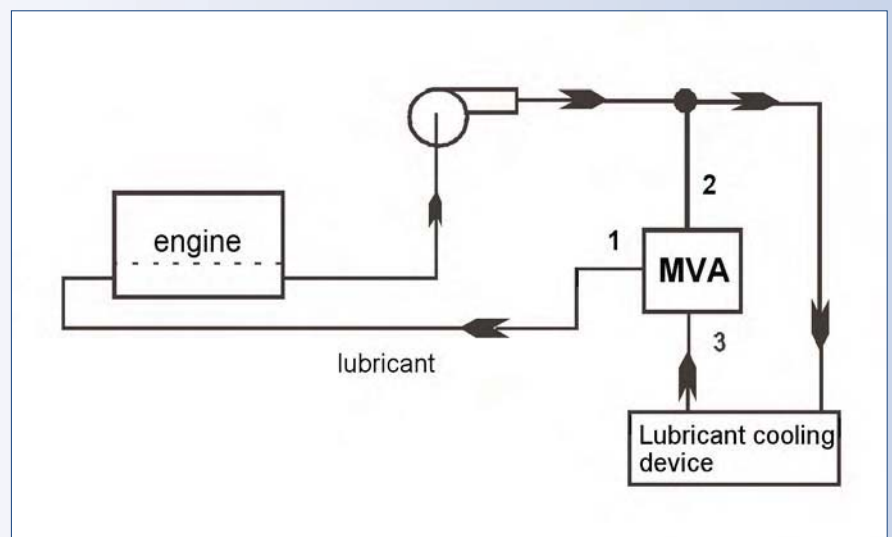 engine
2
1
MVA
3
lubricant
Lubricant cooling
device